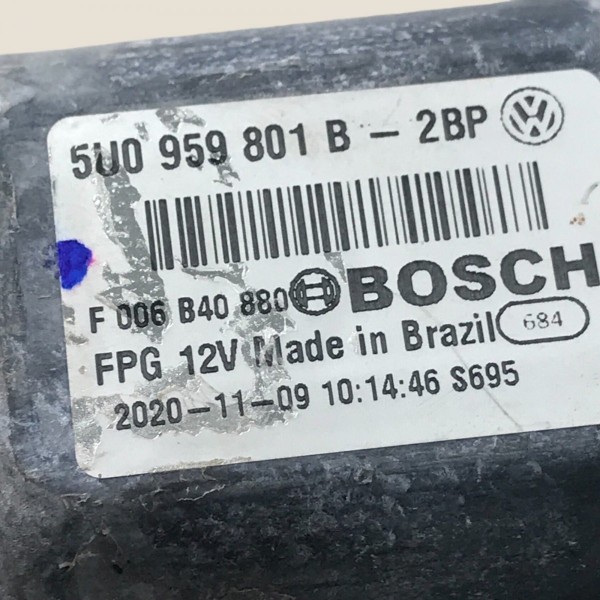 5U0 959 801 B - 2BP
F 006 B40 880 BOSCH
FPG 12V Made in Brazil 684
2020-11-09 10:14:46 S695